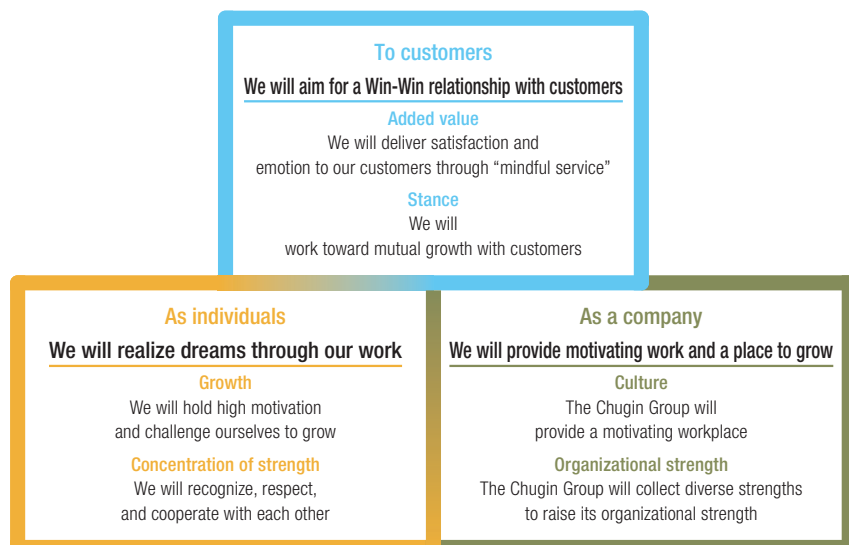 To customers
We will aim for a Win-Win relationship with customers
Added value
We will deliver satisfaction and
emotion to our customers through “mindful service”
Stance
We will
work toward mutual growth with customers
As individuals
We will realize dreams through our work
Growth
We will hold high motivation
and challenge ourselves to grow
Concentration of strength
We will recognize, respect,
and cooperate with each other
As a company
We will provide motivating work and a place to grow
Culture
The Chugin Group will
provide a motivating workplace
Organizational strength
The Chugin Group will collect diverse strengths
to raise its organizational strength